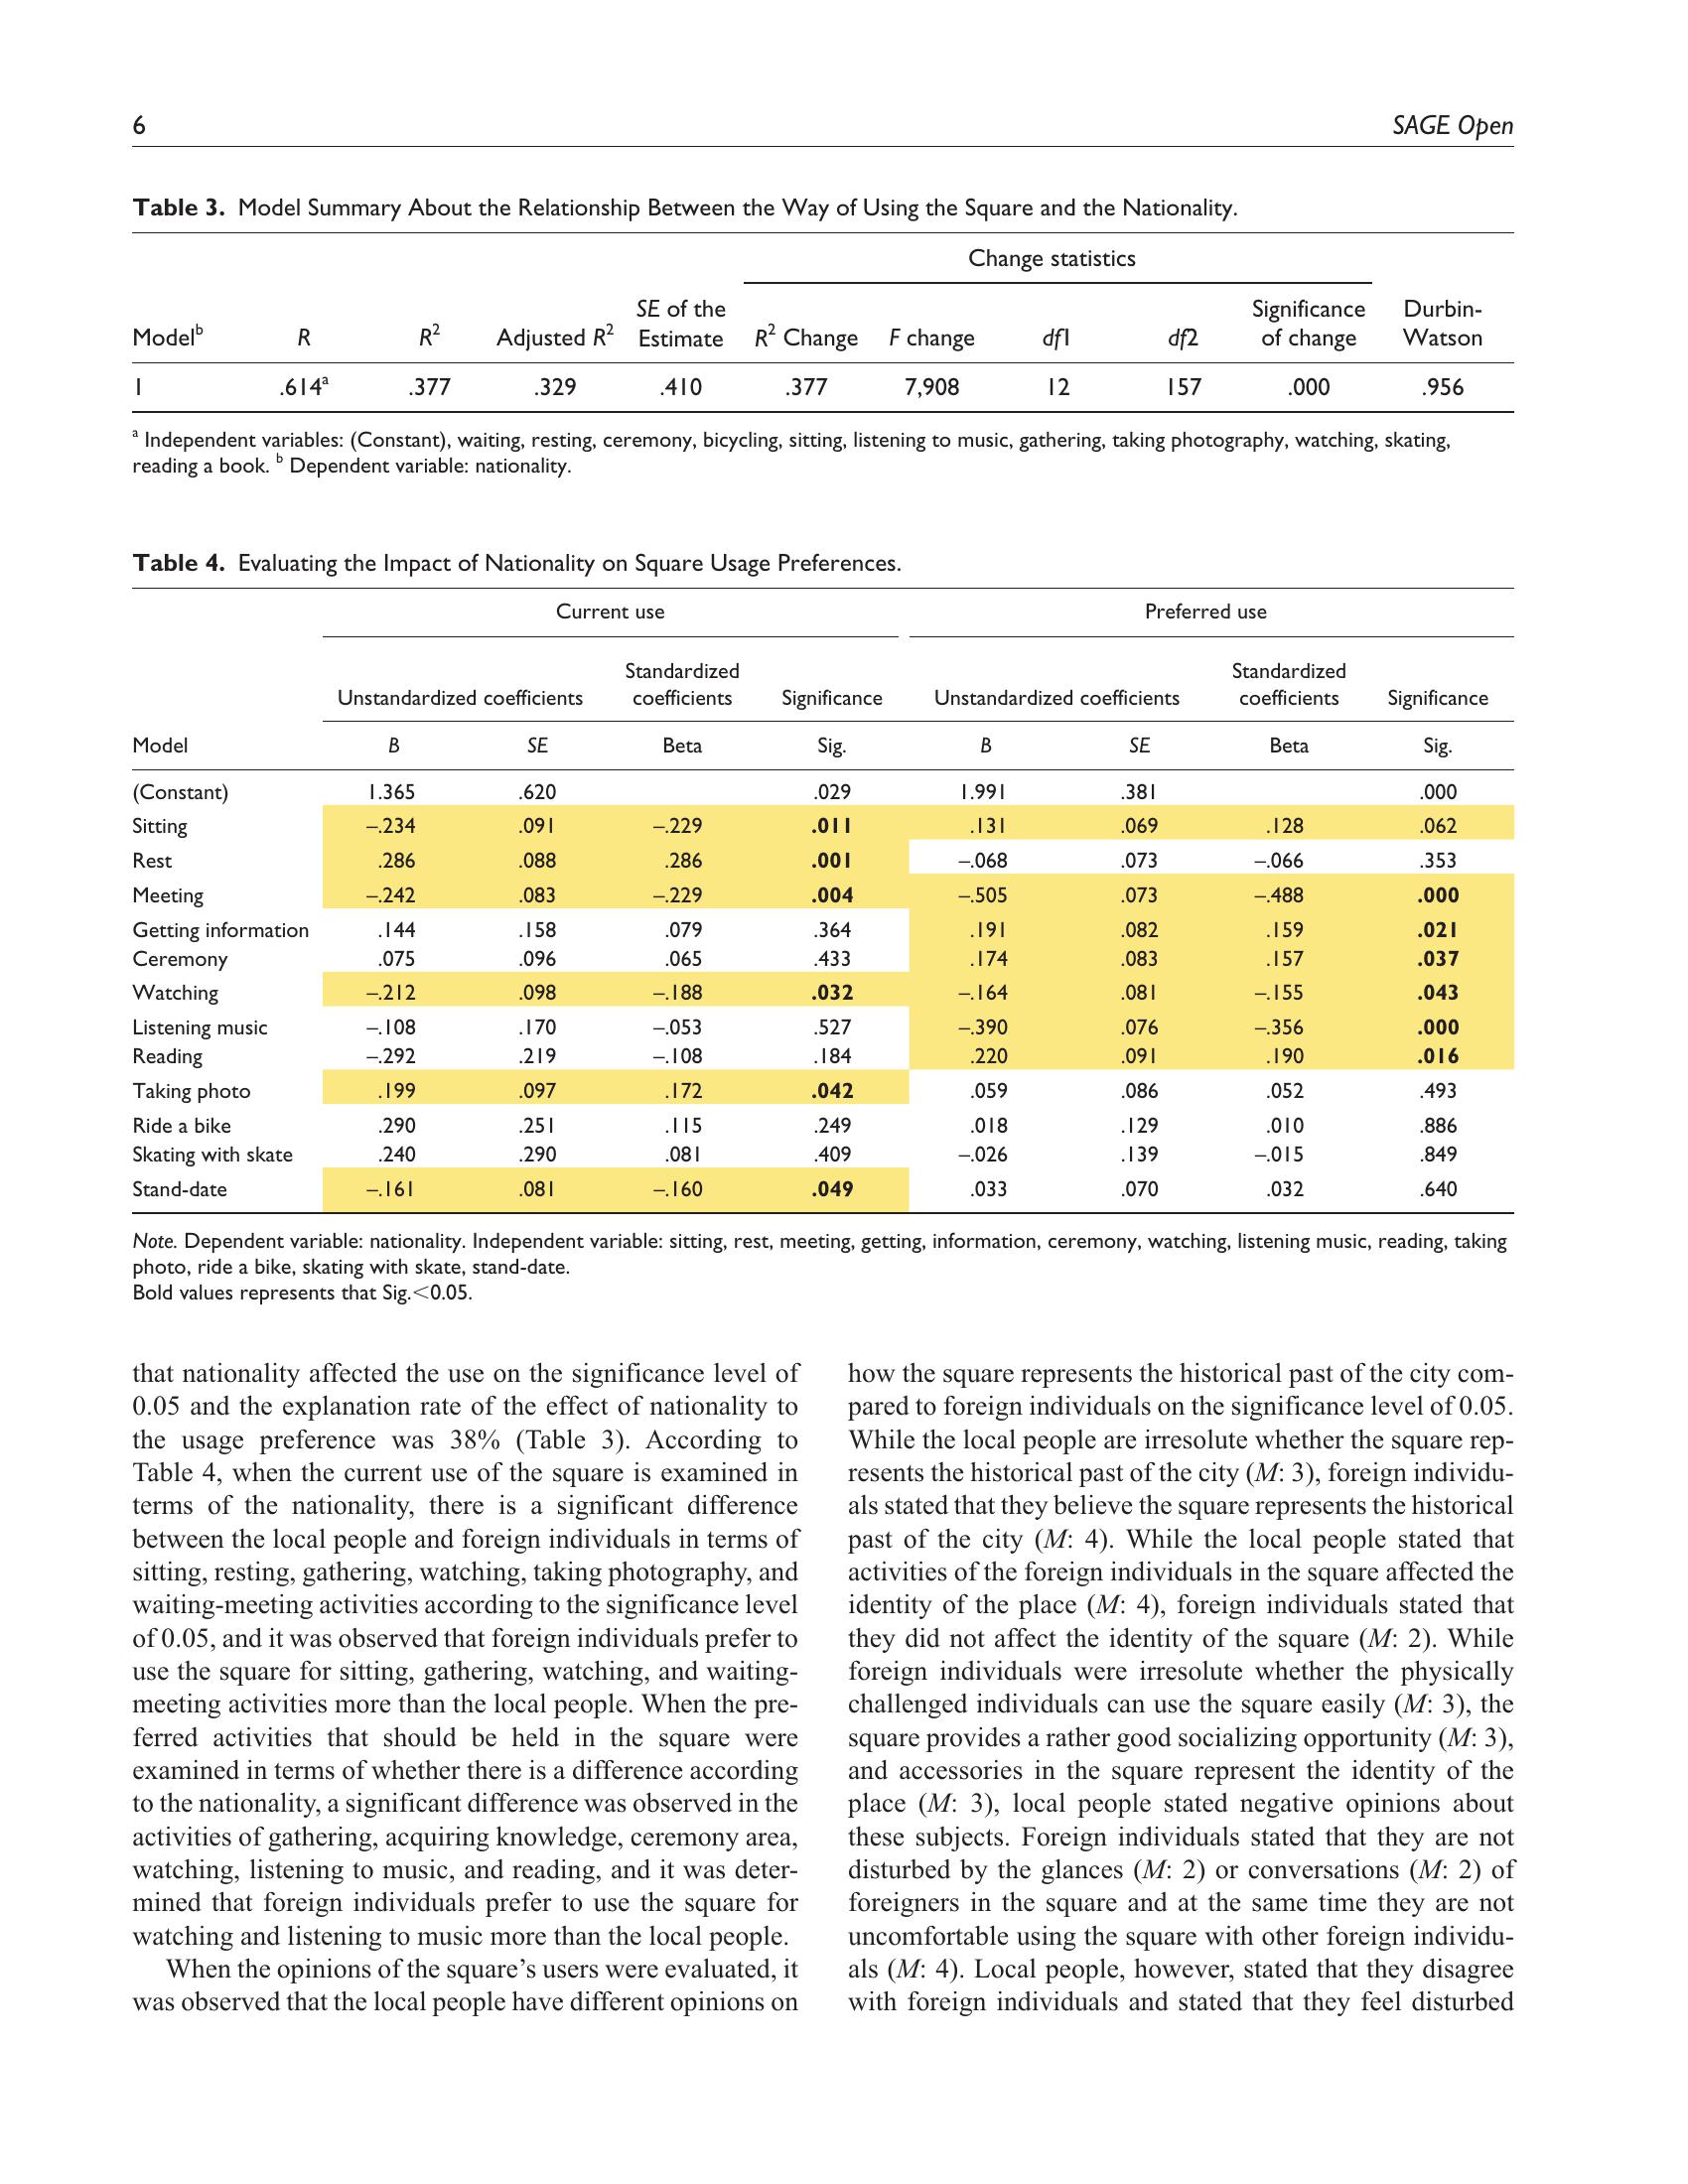 6
SAGE Open
Table 3. Model Summary About the Relationship Between the Way of Using the Square and the Nationality.
Change statistics
Modelb R R2 Adjusted R2 SE of the Estimate R2 Change F change df1 df2 Significance of change Durbin-Watson
1 .614a .377 .329 .410 .377 7,908 12 157 .000 .956
a Independent variables: (Constant), waiting, resting, ceremony, bicycling, sitting, listening to music, gathering, taking photography, watching, skating,
reading a book. b Dependent variable: nationality.
Table 4. Evaluating the Impact of Nationality on Square Usage Preferences.
Current use Preferred use
Unstandardized coefficients Standardized coefficients Significance Unstandardized coefficients Standardized coefficients Significance
Model B SE Beta Sig. B SE Beta Sig.
(Constant) 1.365 .620 .029 1.991 .381 .000
Sitting –.234 .091 –.229 .011 .131 .069 .128 .062
Rest .286 .088 .286 .001 –.068 .073 –.066 .353
Meeting –.242 .083 –.229 .004 –.505 .073 –.488 .000
Getting information .144 .158 .079 .364 .191 .082 .159 .021
Ceremony .075 .096 .065 .433 .174 .083 .157 .037
Watching –.212 .098 –.188 .032 –.164 .081 –.155 .043
Listening music –.108 .170 –.053 .527 –.390 .076 –.356 .000
Reading –.292 .219 –.108 .184 .220 .091 .190 .016
Taking photo .199 .097 .172 .042 .059 .086 .052 .493
Ride a bike .290 .251 .115 .249 .018 .129 .010 .886
Skating with skate .240 .290 .081 .409 –.026 .139 –.015 .849
Stand-date –.161 .081 –.160 .049 .033 .070 .032 .640
Note. Dependent variable: nationality. Independent variable: sitting, rest, meeting, getting, information, ceremony, watching, listening music, reading, taking
photo, ride a bike, skating with skate, stand-date.
Bold values represents that Sig.<0.05.
that nationality affected the use on the significance level of
0.05 and the explanation rate of the effect of nationality to
the usage preference was 38% (Table 3). According to
Table 4, when the current use of the square is examined in
terms of the nationality, there is a significant difference
between the local people and foreign individuals in terms of
sitting, resting, gathering, watching, taking photography, and
waiting-meeting activities according to the significance level
of 0.05, and it was observed that foreign individuals prefer to
use the square for sitting, gathering, watching, and waiting-
meeting activities more than the local people. When the pre-
ferred activities that should be held in the square were
examined in terms of whether there is a difference according
to the nationality, a significant difference was observed in the
activities of gathering, acquiring knowledge, ceremony area,
watching, listening to music, and reading, and it was deter-
mined that foreign individuals prefer to use the square for
watching and listening to music more than the local people.
When the opinions of the square’s users were evaluated, it
was observed that the local people have different opinions on
how the square represents the historical past of the city com-
pared to foreign individuals on the significance level of 0.05.
While the local people are irresolute whether the square rep-
resents the historical past of the city (M: 3), foreign individu-
als stated that they believe the square represents the historical
past of the city (M: 4). While the local people stated that
activities of the foreign individuals in the square affected the
identity of the place (M: 4), foreign individuals stated that
they did not affect the identity of the square (M: 2). While
foreign individuals were irresolute whether the physically
challenged individuals can use the square easily (M: 3), the
square provides a rather good socializing opportunity (M: 3),
and accessories in the square represent the identity of the
place (M: 3), local people stated negative opinions about
these subjects. Foreign individuals stated that they are not
disturbed by the glances (M: 2) or conversations (M: 2) of
foreigners in the square and at the same time they are not
uncomfortable using the square with other foreign individu-
als (M: 4). Local people, however, stated that they disagree
with foreign individuals and stated that they feel disturbed